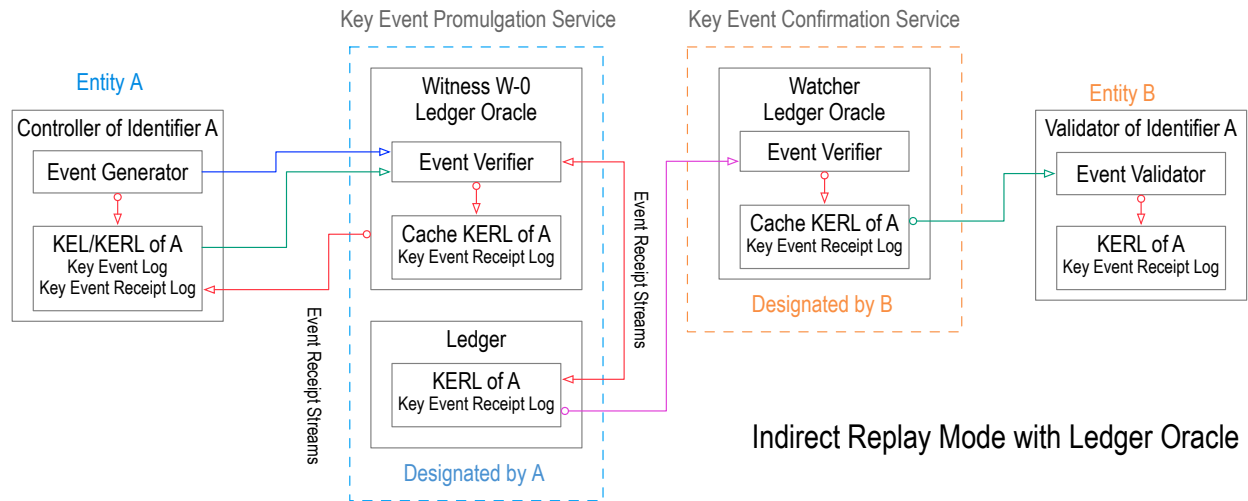 Key Event Promulgation Service
Key Event Confirmation Service
Entity A
Controller of Identifier A
Event Generator
KEL/KERL of A
Key Event Log
Key Event Receipt Log
Witness W-0
Ledger Oracle
Event Verifier
Cache KERL of A
Key Event Receipt Log
Event Receipt Streams
Ledger
KERL of A
Key Event Receipt Log
Designated by A
Event Receipt Streams
Watcher
Ledger Oracle
Event Verifier
Cache KERL of A
Key Event Receipt Log
Designated by B
Entity B
Validator of Identifier A
Event Validator
KERL of A
Key Event Receipt Log
Indirect Replay Mode with Ledger Oracle